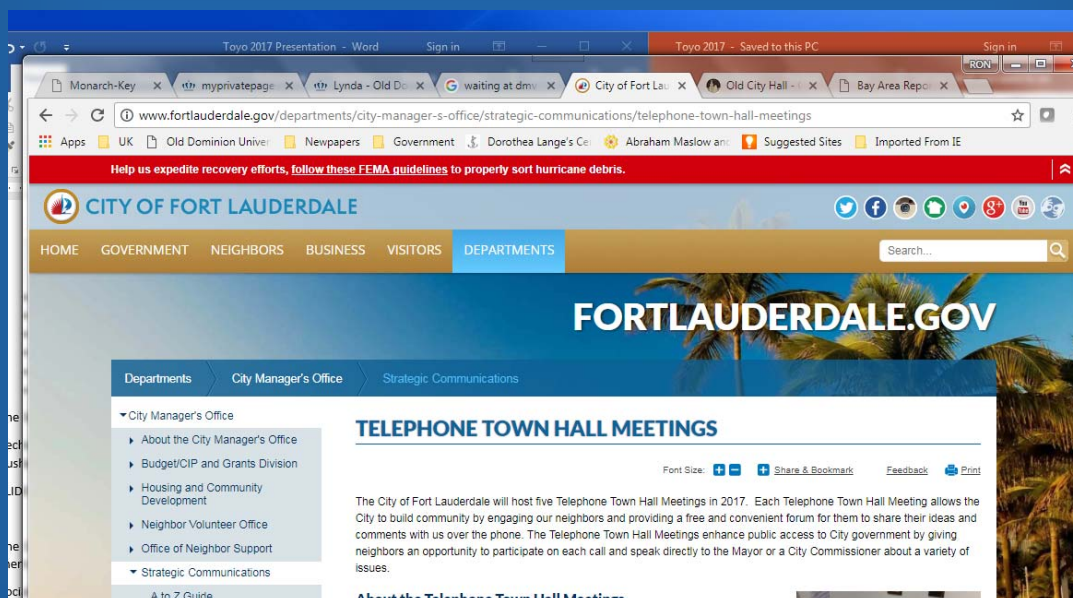 Toyo 2017 Presentation - Word Sign in
Toyo 2017 - Saved to this PC Sign in
RON
Monarch-Key
myprivatepage
Lynda - Old Do
waiting at dmv
City of Fort Lau
Old City Hall -
Bay Area Repo
www.fortlauderdale.gov/departments/city-manager-s-office/strategic-communications/telephone-town-hall-meetings
Apps UK Old Dominion Univer Newpapers Government Dorothea Lange's Ce Abraham Maslow and Suggested Sites Imported From IE
Help us expedite recovery efforts, follow these FEMA guidelines to properly sort hurricane debris.
CITY OF FORT LAUDERDALE
HOME GOVERNMENT NEIGHBORS BUSINESS VISITORS DEPARTMENTS
Search...
FORTLAUDERDALE.GOV
Departments City Manager's Office Strategic Communications
City Manager's Office
About the City Manager's Office
Budget/CIP and Grants Division
Housing and Community
Development
Neighbor Volunteer Office
Office of Neighbor Support
Strategic Communications
A to Z Guide
TELEPHONE TOWN HALL MEETINGS
Font Size: Share & Bookmark Feedback Print
The City of Fort Lauderdale will host five Telephone Town Hall Meetings in 2017. Each Telephone Town Hall Meeting allows the
City to build community by engaging our neighbors and providing a free and convenient forum for them to share their ideas and
comments with us over the phone. The Telephone Town Hall Meetings enhance public access to City government by giving
neighbors an opportunity to participate on each call and speak directly to the Mayor or a City Commissioner about a variety of
issues.
About the Telephone Town Hall Meetings